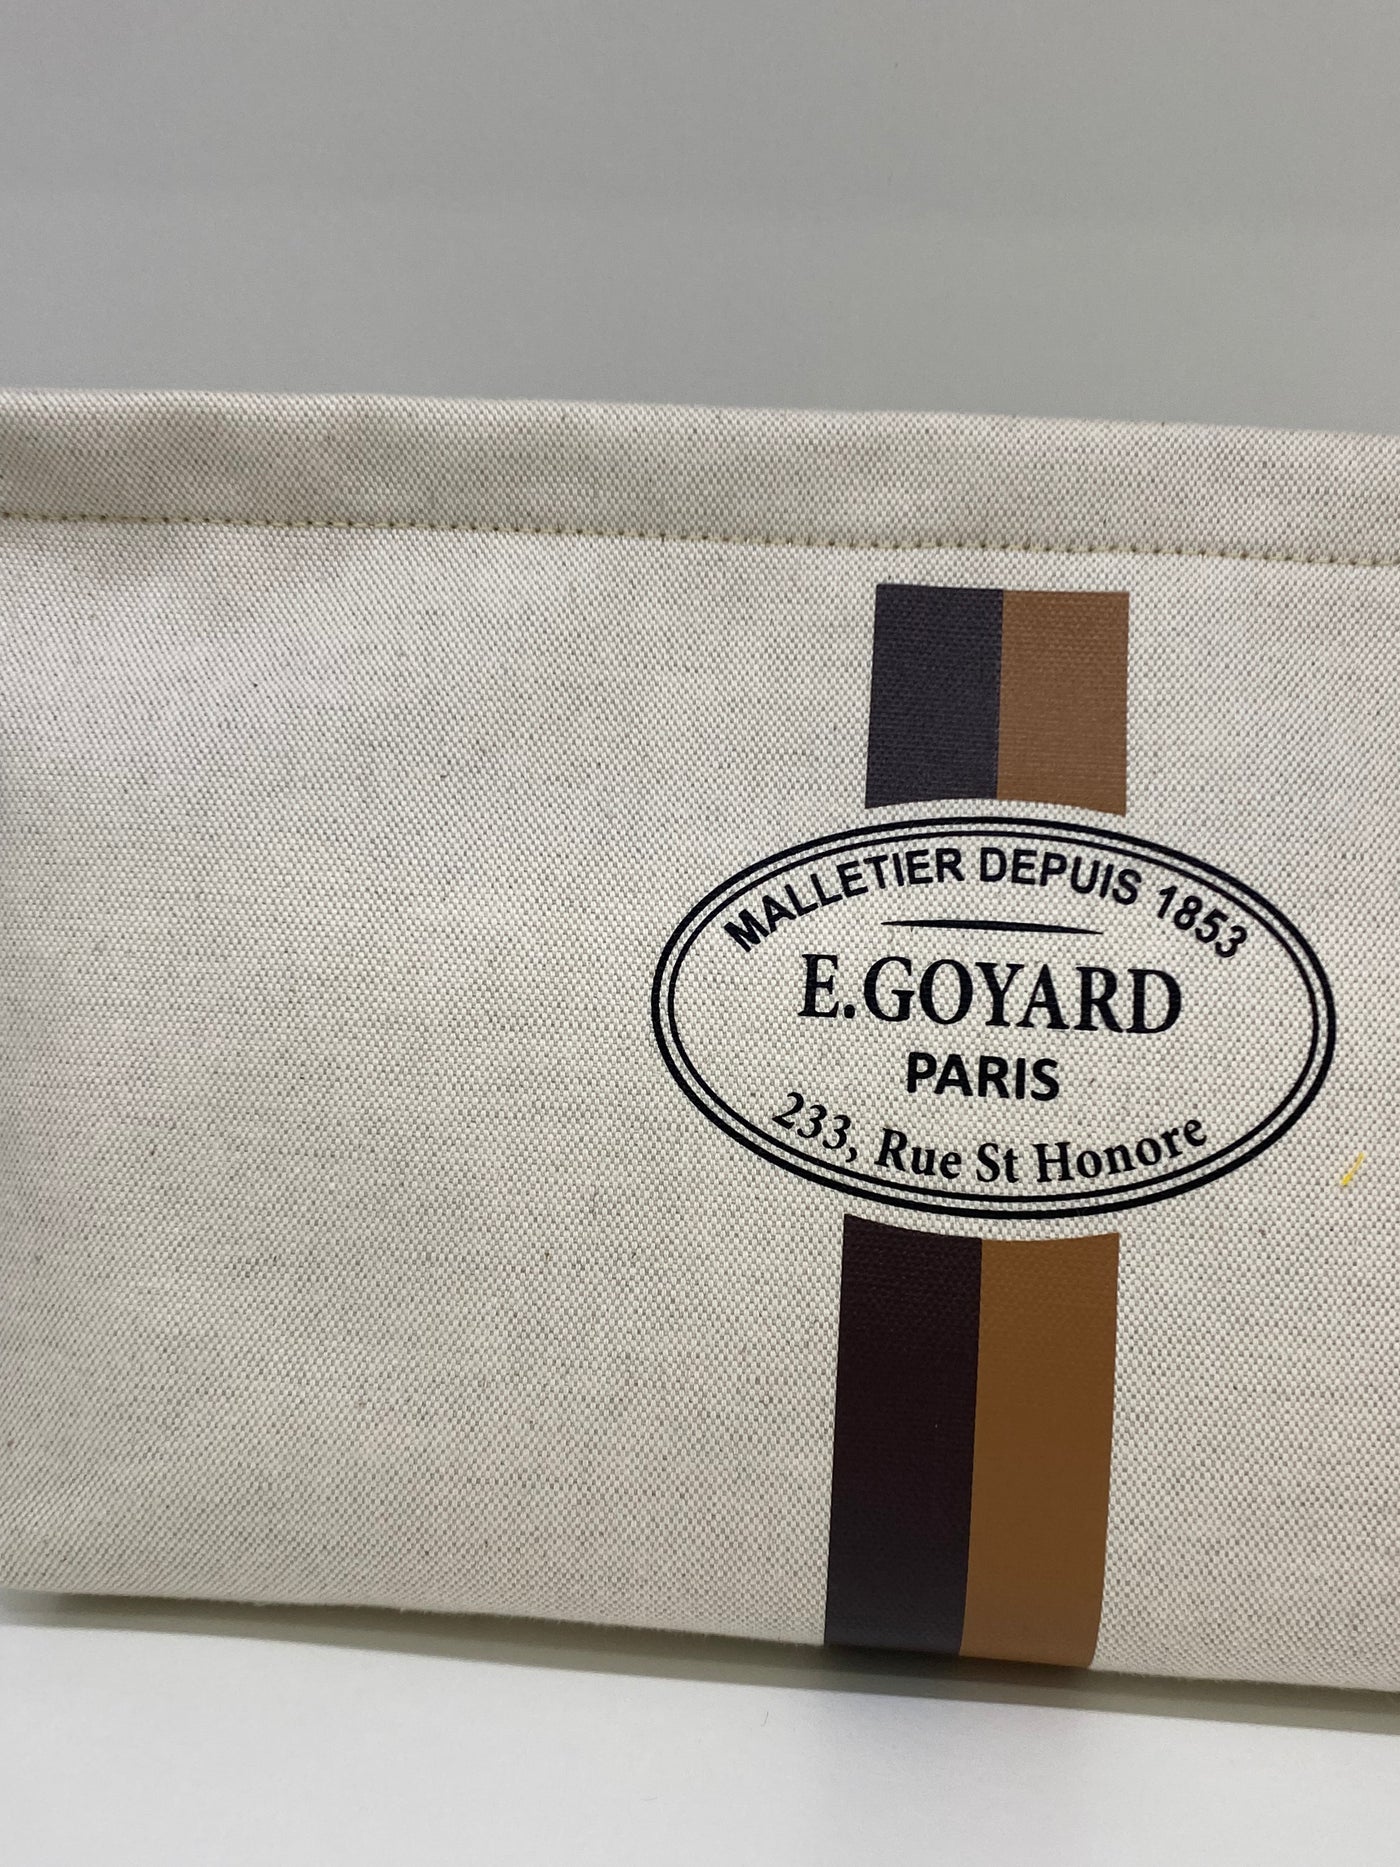 MALLETIER DEPUIS 1853
E.GOYARD
PARIS
233, Rue St Honore